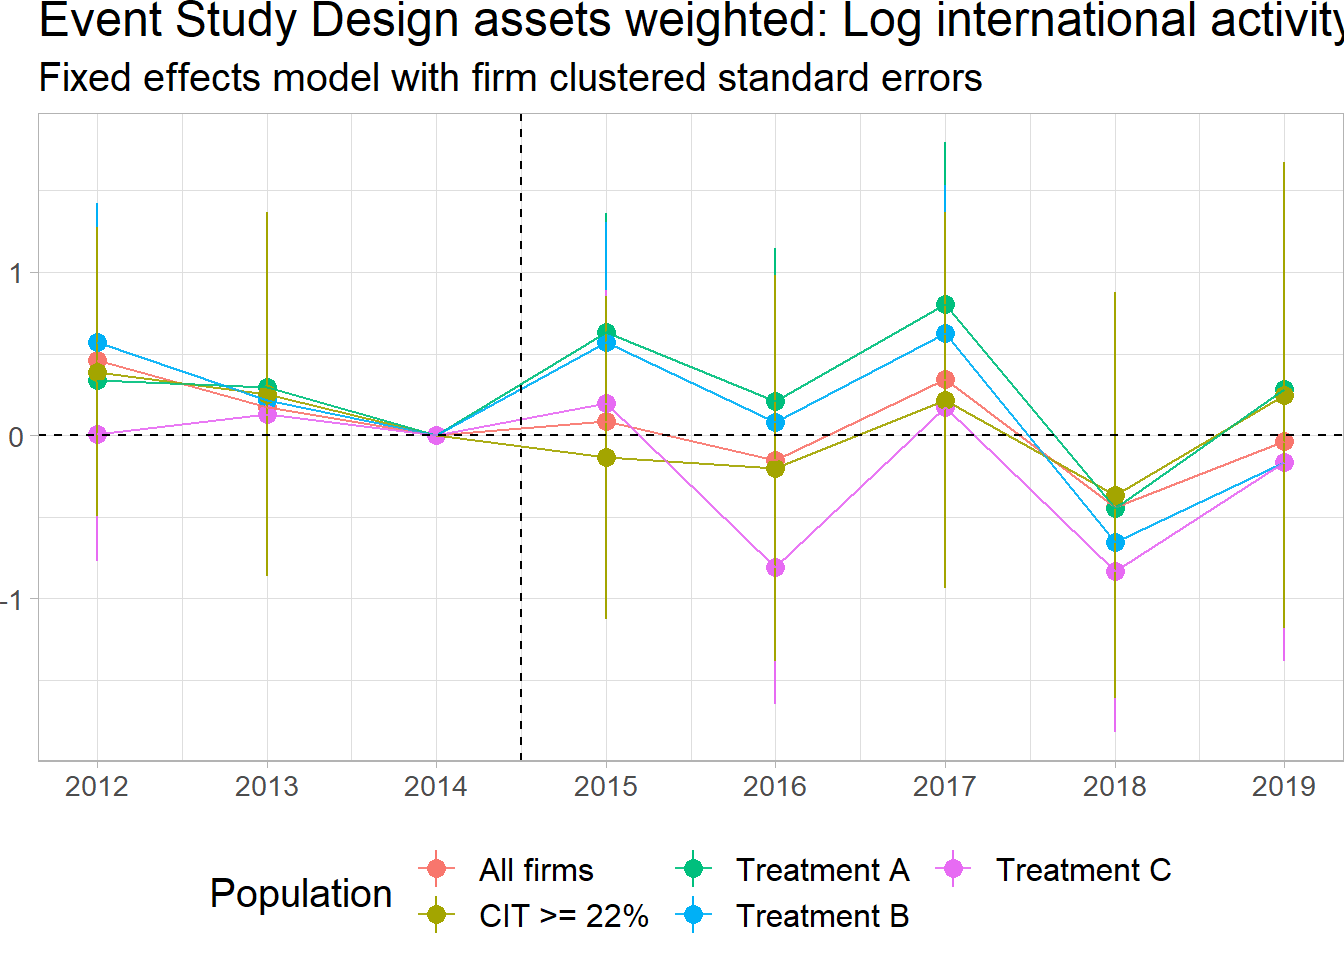 Event Study Design assets weighted: Log international activity
Fixed effects model with firm clustered standard errors
1
0
-1
2012 2013 2014 2015 2016 2017 2018 2019
Population
All firms Treatment A Treatment C
CIT >= 22% Treatment B